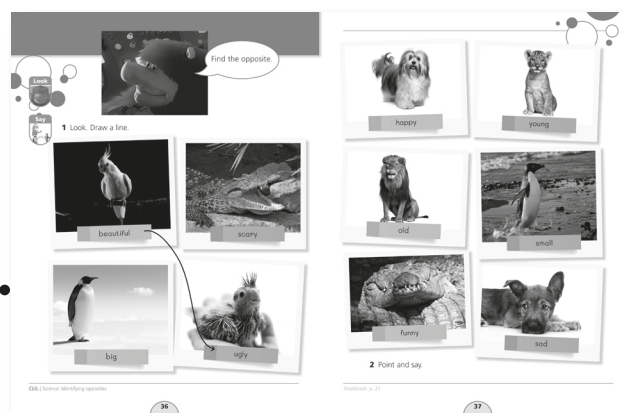 Find the opposite.
Look
Say
1 Look. Draw a line.
beautiful
scary
big
ugly
CLIL | Science: Identifying opposites
36
happy
young
old
small
funny
sad
2 Point and say.
Workbook: p. 27
37